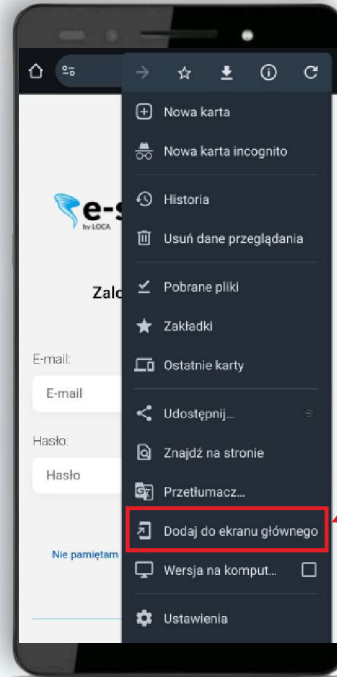 Nowa karta
Nowa karta incognito
Historia
Usuń dane przeglądania
e-s
by LOCA
Pobrane pliki
Zalo
Zakładki
Ostatnie karty
E-mail:
E-mail
Udostępnij...
Hasło:
Znajdź na stronie
Hasło
Przetłumacz...
Dodaj do ekranu głównego
Nie pamiętam
Wersja na komput...
Ustawienia